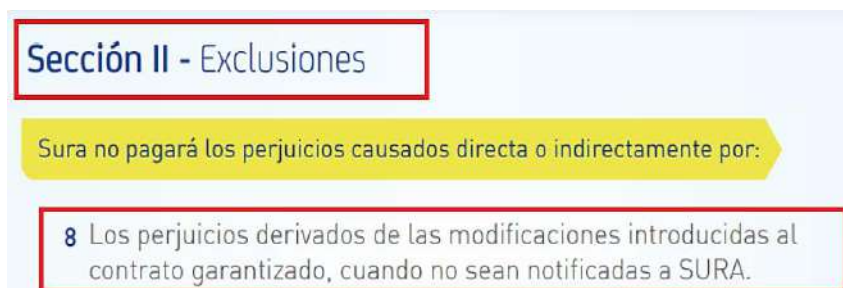 Sección II - Exclusiones
Sura no pagará los perjuicios causados directa o indirectamente por:
8 Los perjuicios derivados de las modificaciones introducidas al
contrato garantizado, cuando no sean notificadas a SURA.